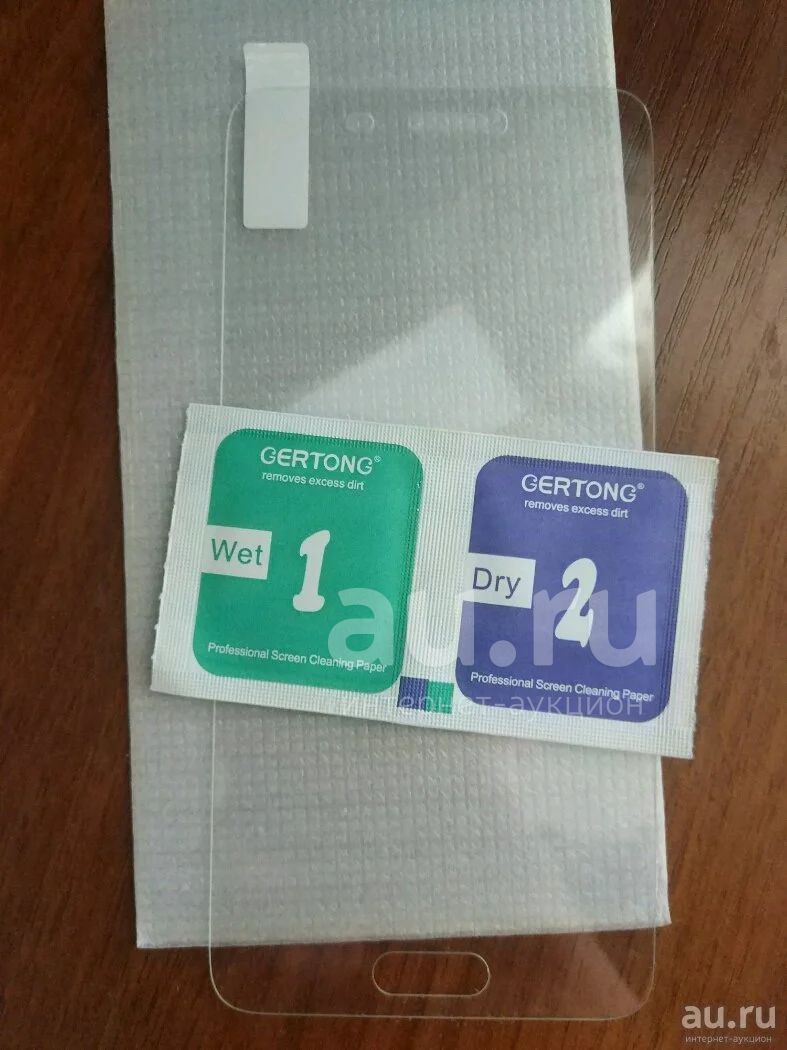 GERTONG®
removes excess dirt
Wet
1
Professional Screen Cleaning Paper
GERTONG®
removes excess dirt
Dry
2
Professional Screen Cleaning Paper
au.ru
интернет-аукцион
au.ru
интернет-аукцион